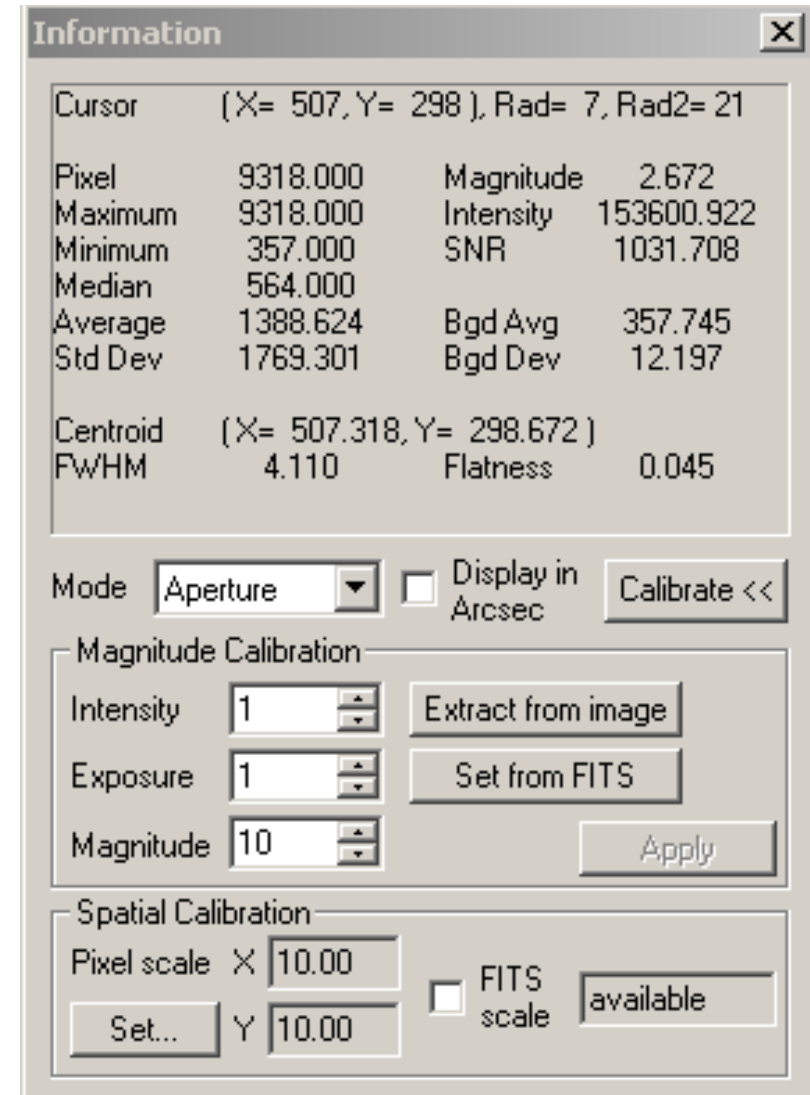 Information
Cursor ( X= 507, Y= 298 ), Rad= 7, Rad2= 21
Pixel 9318.000 Magnitude 2.672
Maximum 9318.000 Intensity 153600.922
Minimum 357.000 SNR 1031.708
Median 564.000
Average 1388.624 Bgd Avg 357.745
Std Dev 1769.301 Bgd Dev 12.197
Centroid ( X= 507.318, Y= 298.672 )
FWHM 4.110 Flatness 0.045
Mode Aperture Display in Arcsec Calibrate <<
Magnitude Calibration
Intensity 1 Extract from image
Exposure 1 Set from FITS
Magnitude 10 Apply
Spatial Calibration
Pixel scale X 10.00 FITS scale available
Set... Y 10.00